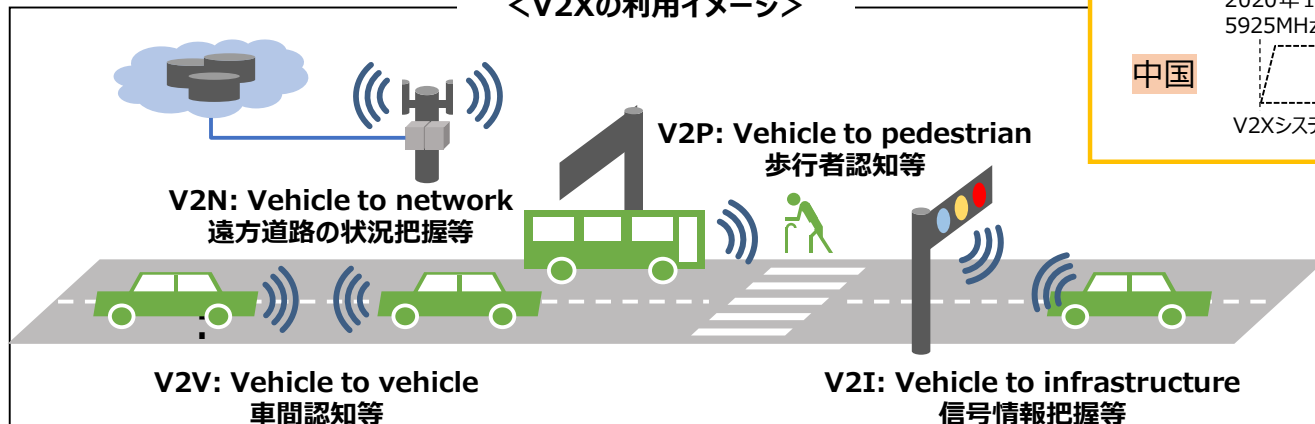 <V2Xの利用イメージ>
5925MHz
中国
V2X
V2P: Vehicle to pedestrian
歩行者認知等
V2N: Vehicle to network
遠方道路の状況把握等
V2V: Vehicle to vehicle
車間認知等
V2I: Vehicle to infrastructure
信号情報把握等